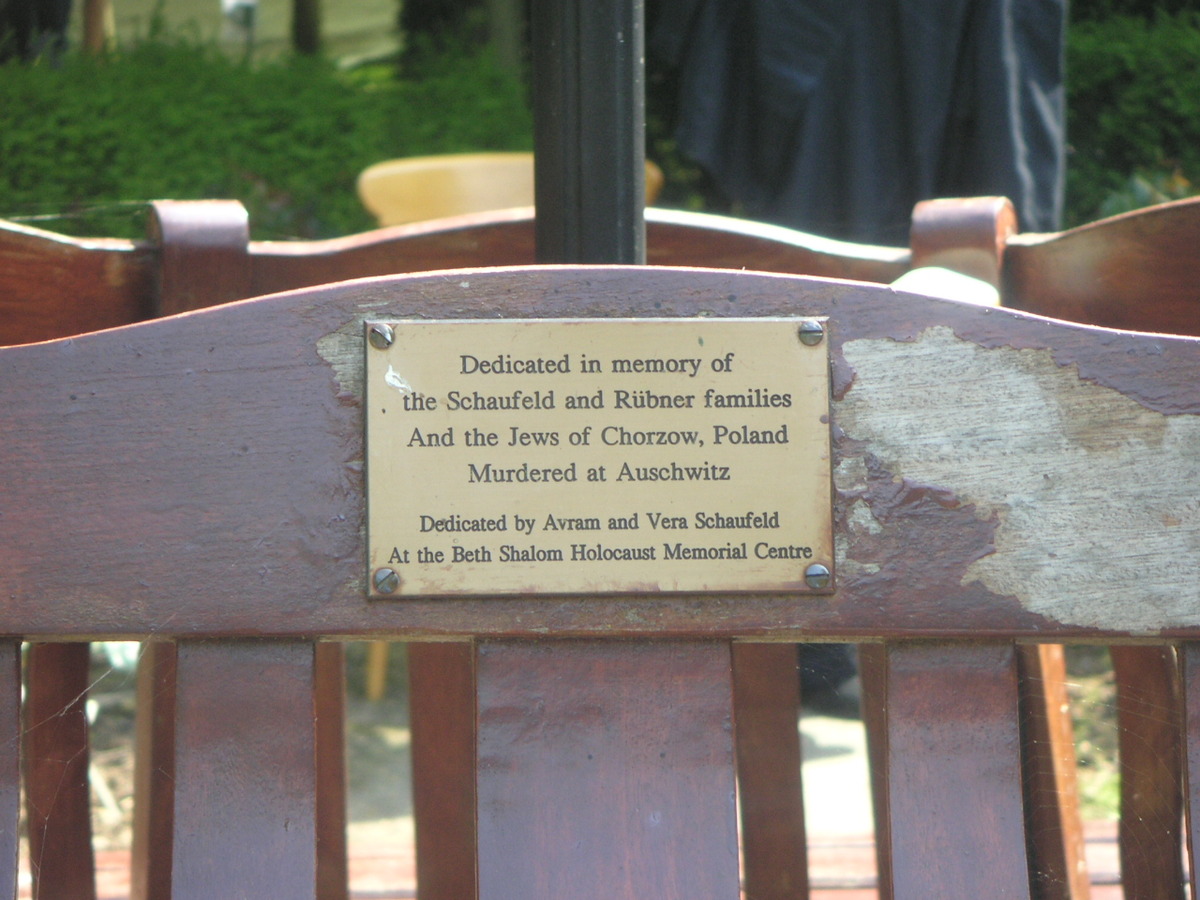 Dedicated in memory of
the Schaufeld and Rübner families
And the Jews of Chorzow, Poland
Murdered at Auschwitz
Dedicated by Avram and Vera Schaufeld
At the Beth Shalom Holocaust Memorial Centre